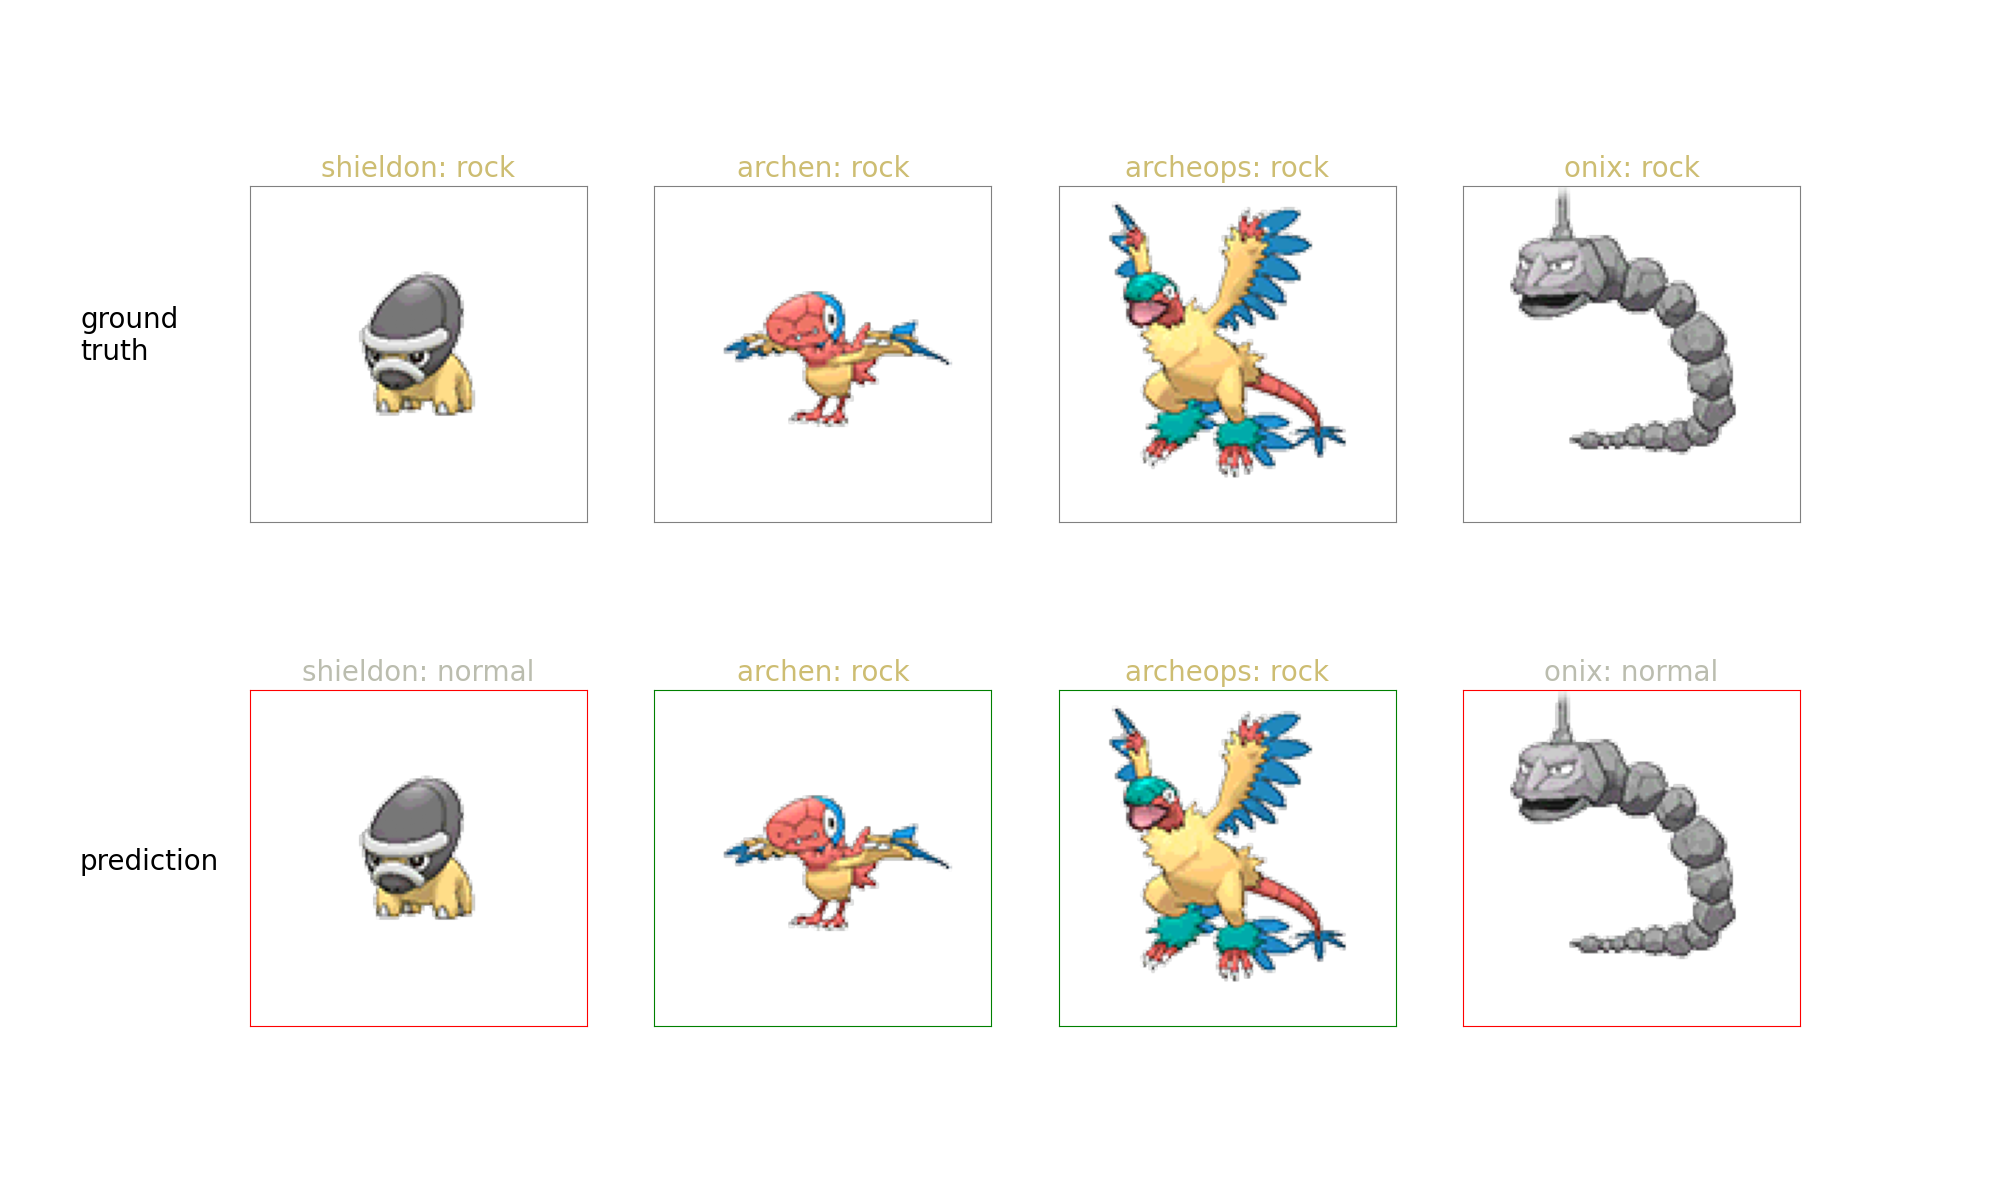 shieldon: rock
archen: rock
archeops: rock
onix: rock
ground
truth
shieldon: normal
archen: rock
archeops: rock
onix: normal
prediction